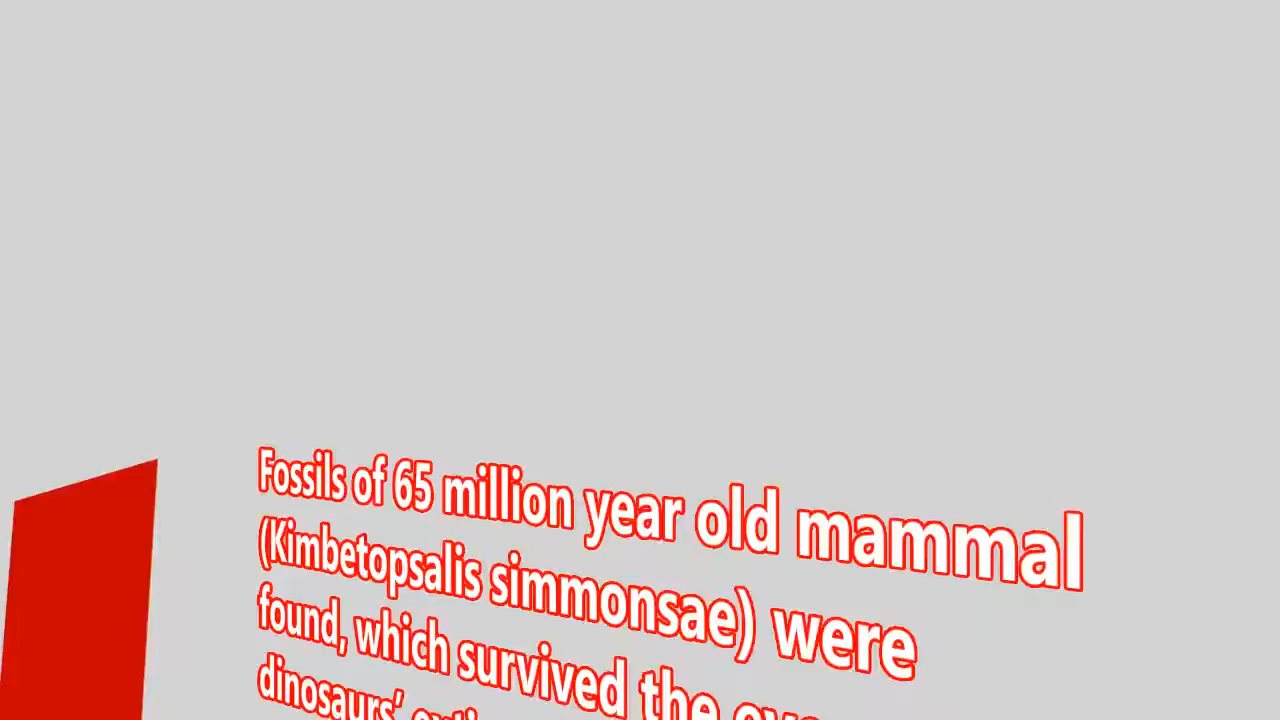 Fossils of 65 million year old mammal
(Kimbetopsalis simmonsae) were
found, which survived the
dinosaurs’